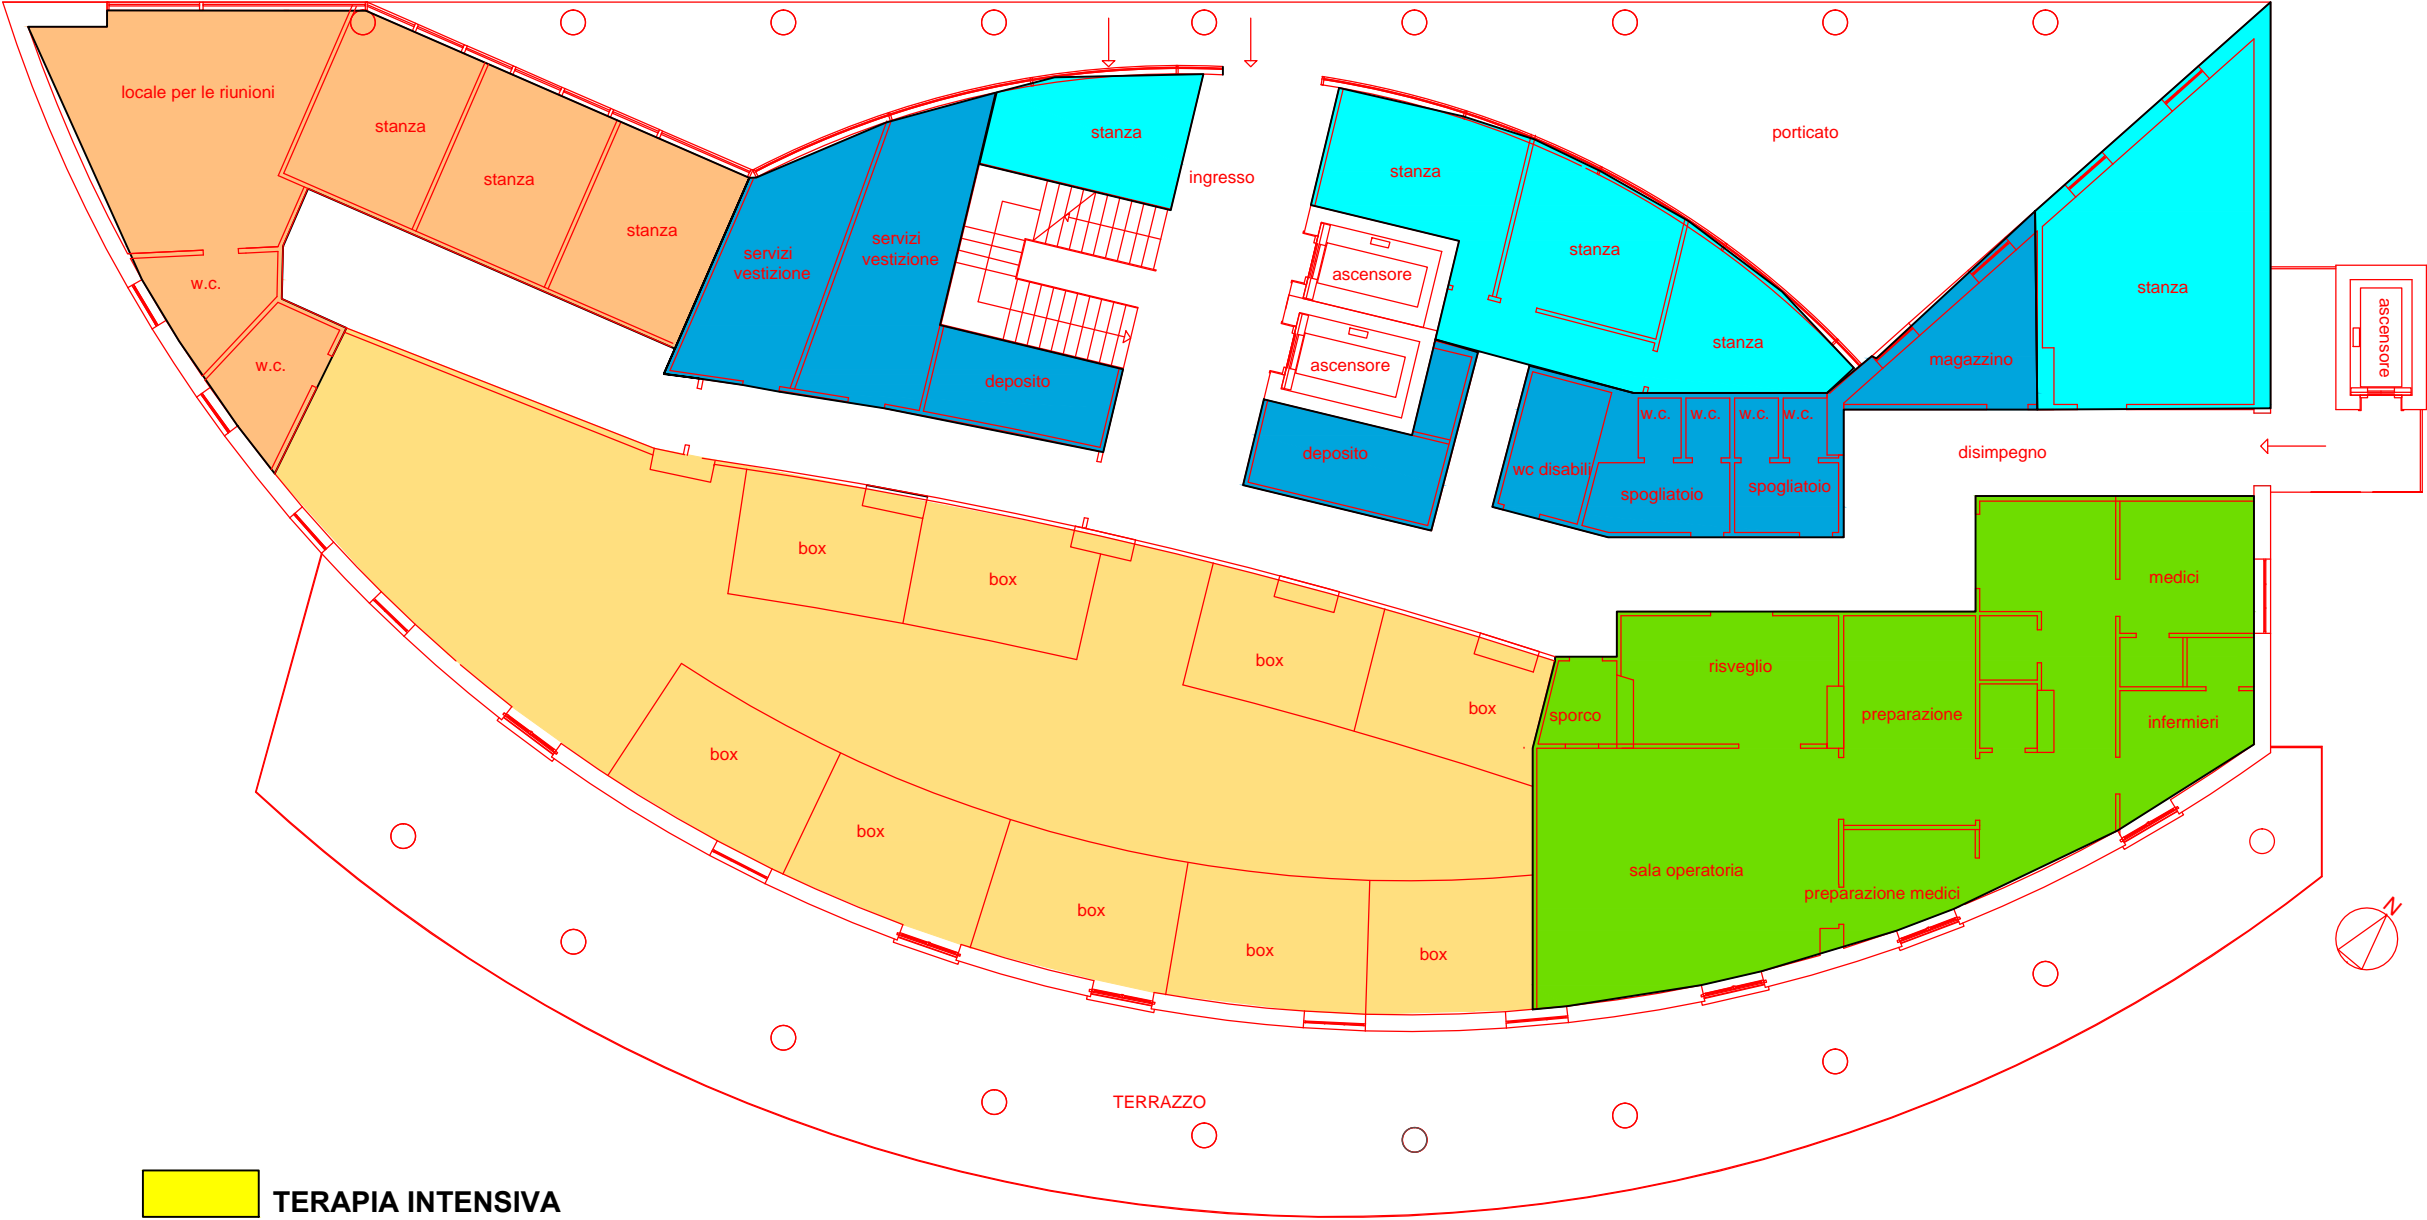 locale per le riunioni
stanza
stanza
stanza
w.c.
w.c.
servizi
vestizione
servizi
vestizione
stanza
ingresso
deposito
ascensore
ascensore
deposito
stanza
stanza
stanza
porticato
magazzino
stanza
ascensore
w.c.
w.c.
w.c.
w.c.
wc disabili
spogliatoio
spogliatoio
disimpegno
box
box
box
box
box
box
box
box
box
sporco
risveglio
preparazione
medici
infermieri
sala operatoria
preparazione medici
N
TERRAZZO
TERAPIA INTENSIVA